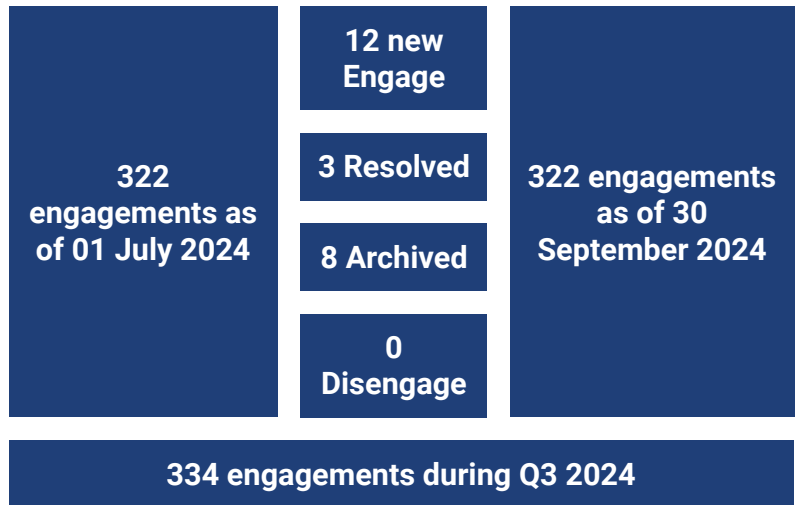 322
engagements as
of 01 July 2024
12 new
Engage
3 Resolved
8 Archived
0
Disengage
322 engagements
as of 30
September 2024
334 engagements during Q3 2024